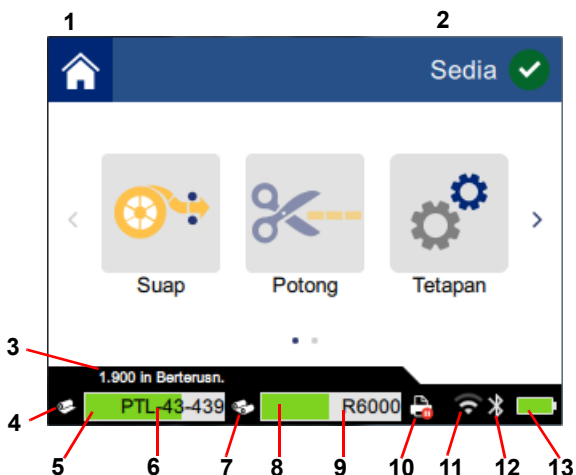 1 2
Sedia
Suap Potong Tetapan
3
1.900 in Berterusn.
4 PTL-43-439 R6000
5 6 7 8 9 10 11 12 13